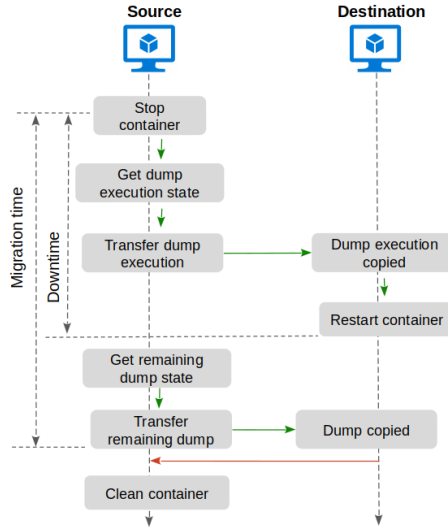 Source
Destination
Stop
container
Get dump
execution state
Transfer dump
execution
Dump execution
copied
Restart container
Migration time
Downtime
Get remaining
dump state
Transfer
remaining dump
Dump copied
Clean container